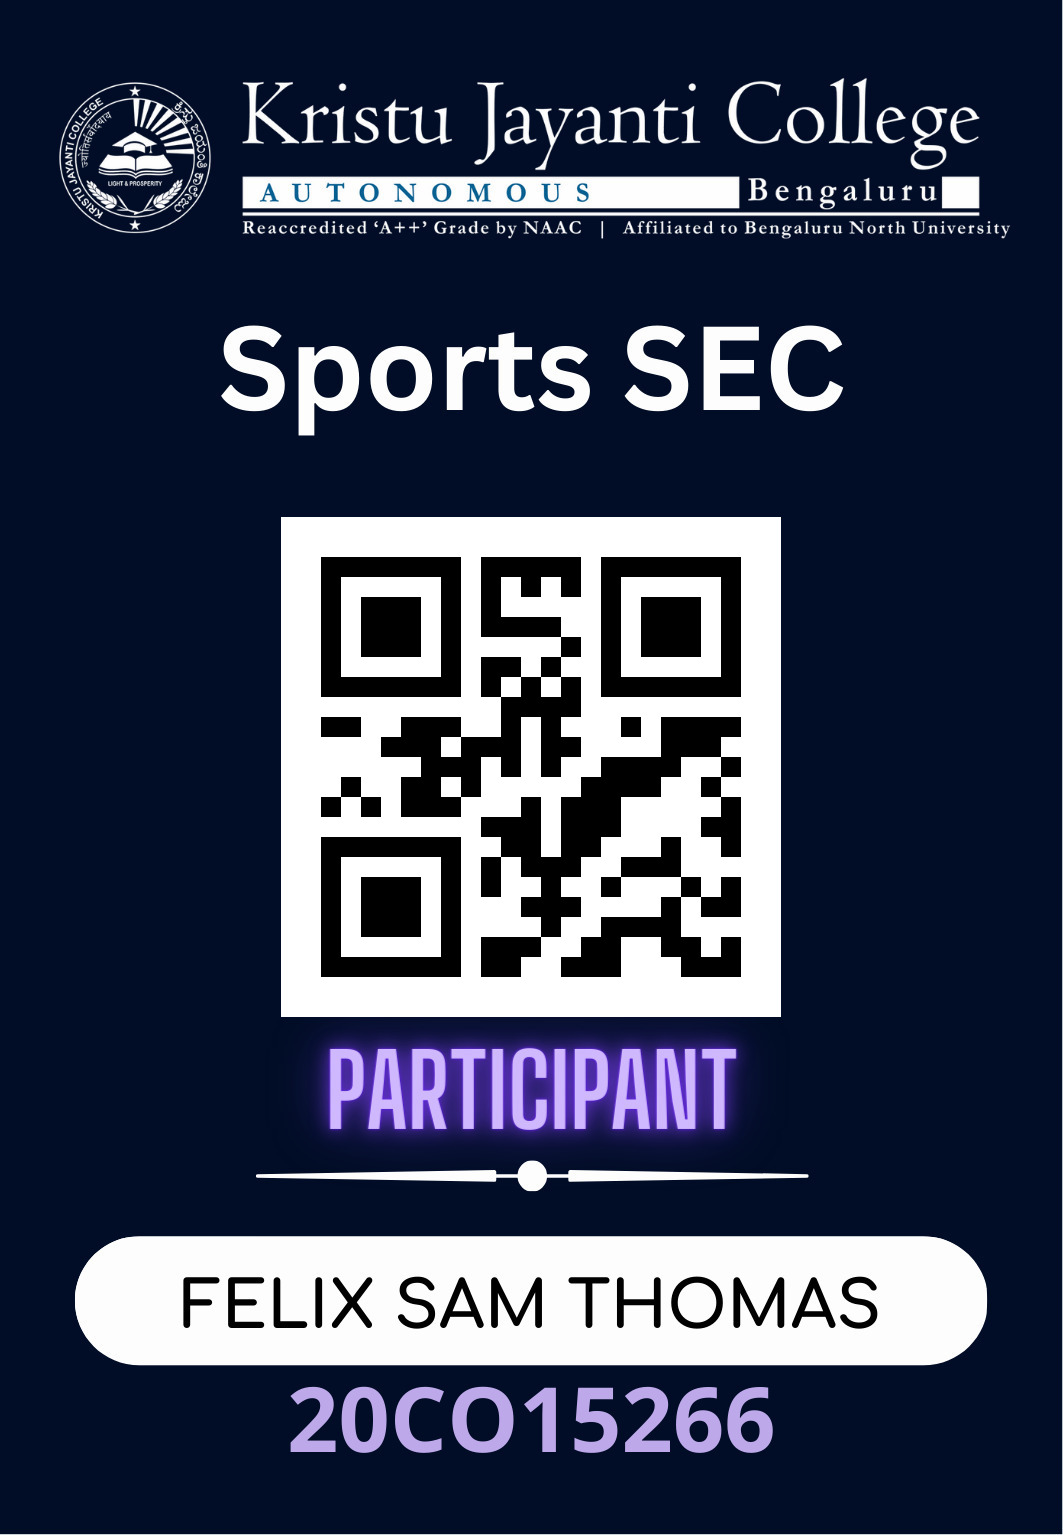 KRISTU JAYANTI COLLEGE
ಕ್ರಿಸ್ತು ಜಯಂತಿ ಕಾಲೇಜು
LIGHT & PROSPERITY
Kristu Jayanti College
AUTONOMOUS Bengaluru
Reaccredited ‘A++’ Grade by NAAC | Affiliated to Bengaluru North University
Sports SEC
PARTICIPANT
FELIX SAM THOMAS
20CO15266